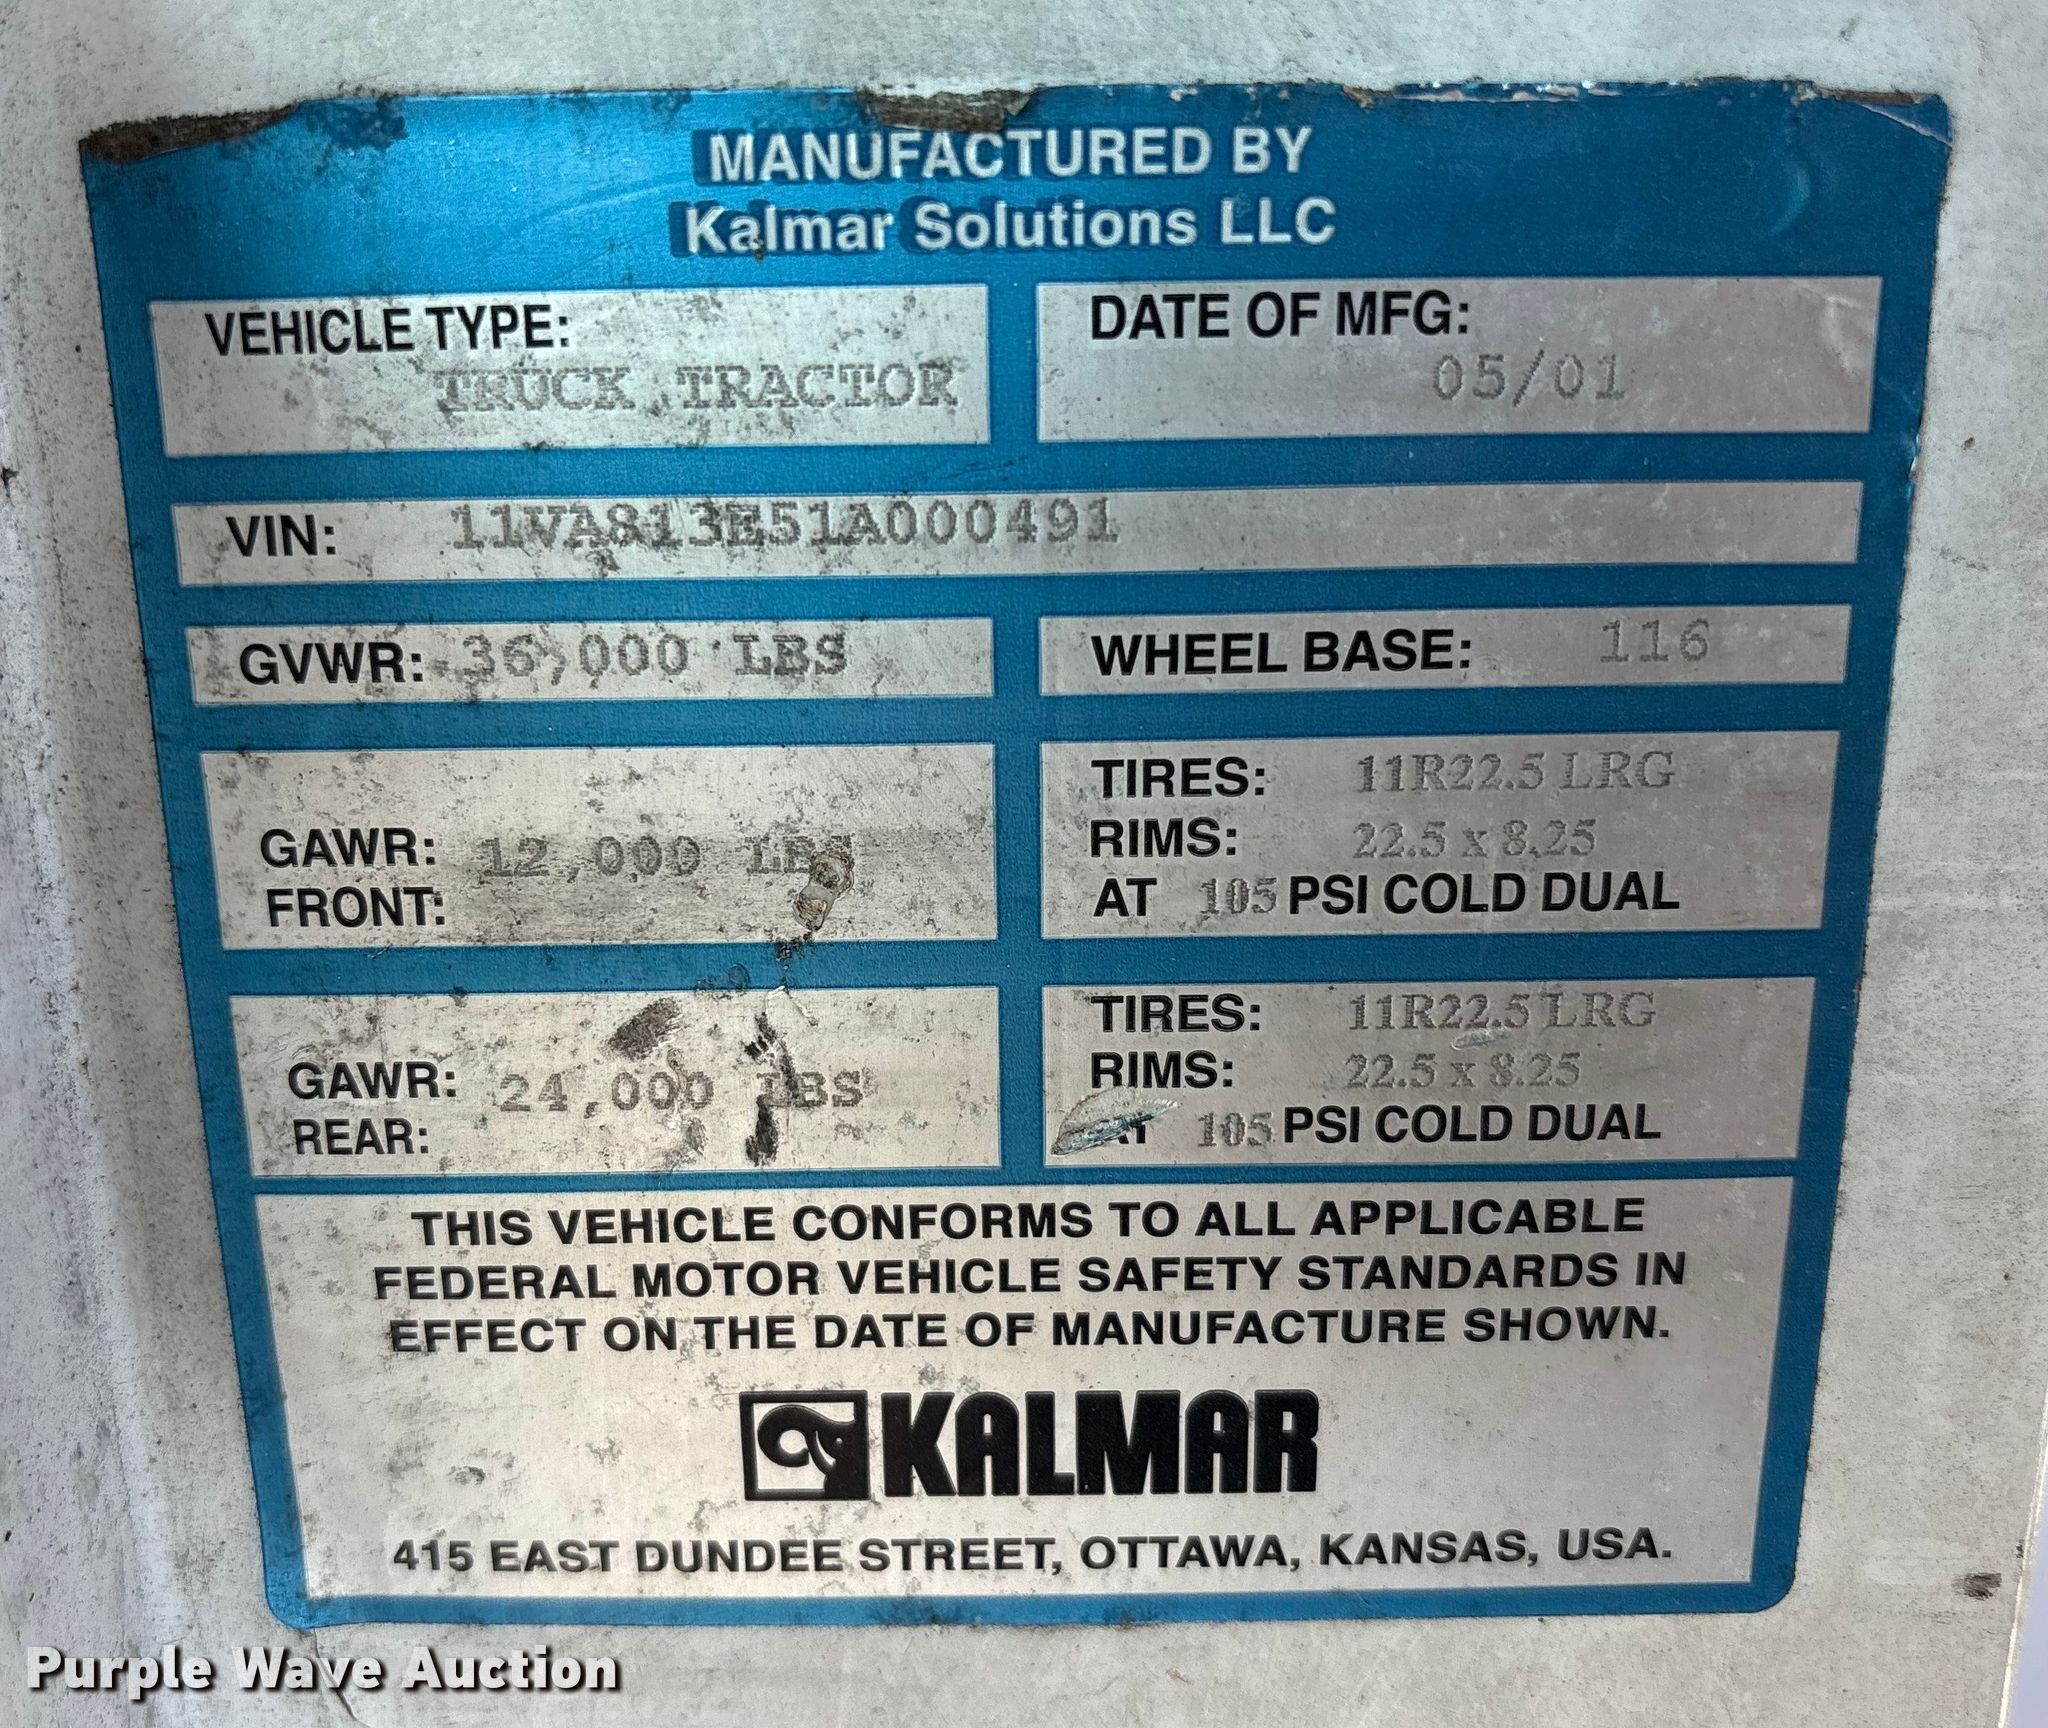 MANUFACTURED BY
Kalmar Solutions LLC
VEHICLE TYPE:
TRUCK TRACTOR
DATE OF MFG:
05/01
VIN: 11VA813E51A000491
GVWR: 36,000 LBS
WHEEL BASE: 116
GAWR: 12,000 LBS
FRONT:
TIRES: 11R22.5 LRG
RIMS: 22.5 x 8.25
AT 105 PSI COLD DUAL
GAWR: 24,000 LBS
REAR:
TIRES: 11R22.5 LRG
RIMS: 22.5 x 8.25
AT 105 PSI COLD DUAL
THIS VEHICLE CONFORMS TO ALL APPLICABLE
FEDERAL MOTOR VEHICLE SAFETY STANDARDS IN
EFFECT ON THE DATE OF MANUFACTURE SHOWN.
KALMAR
415 EAST DUNDEE STREET, OTTAWA, KANSAS, USA.
Purple Wave Auction